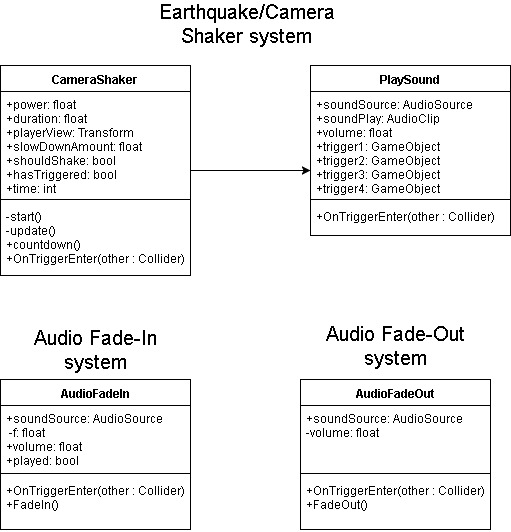 Earthquake/Camera
Shaker system
CameraShaker
+power: float
+duration: float
+playerView: Transform
+slowDownAmount: float
+shouldShake: bool
+hasTriggered: bool
+time: int
-start()
-update()
+countdown()
+OnTriggerEnter(other : Collider)
PlaySound
+soundSource: AudioSource
+soundPlay: AudioClip
+volume: float
+trigger1: GameObject
+trigger2: GameObject
+trigger3: GameObject
+trigger4: GameObject
+OnTriggerEnter(other : Collider)
Audio Fade-In
system
AudioFadeIn
+soundSource: AudioSource
-f: float
+volume: float
+played: bool
+OnTriggerEnter(other : Collider)
+FadeIn()
Audio Fade-Out
system
AudioFadeOut
+soundSource: AudioSource
-volume: float
+OnTriggerEnter(other : Collider)
+FadeOut()